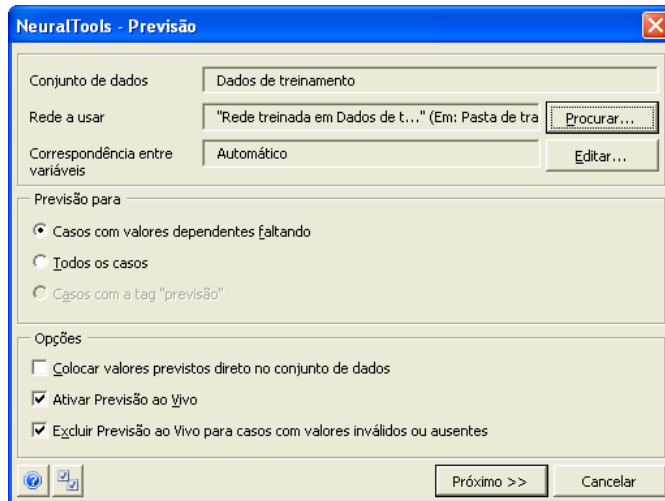 NeuralTools - Previsão
Conjunto de dados
Dados de treinamento
Rede a usar
"Rede treinada em Dados de t..." (Em: Pasta de tra
Procurar...
Correspondência entre
variáveis
Automático
Editar...
Previsão para
Casos com valores dependentes faltando
Todos os casos
Casos com a tag "previsão"
Opções
Colocar valores previstos direto no conjunto de dados
Ativar Previsão ao Vivo
Excluir Previsão ao Vivo para casos com valores inválidos ou ausentes
Próximo >>
Cancelar